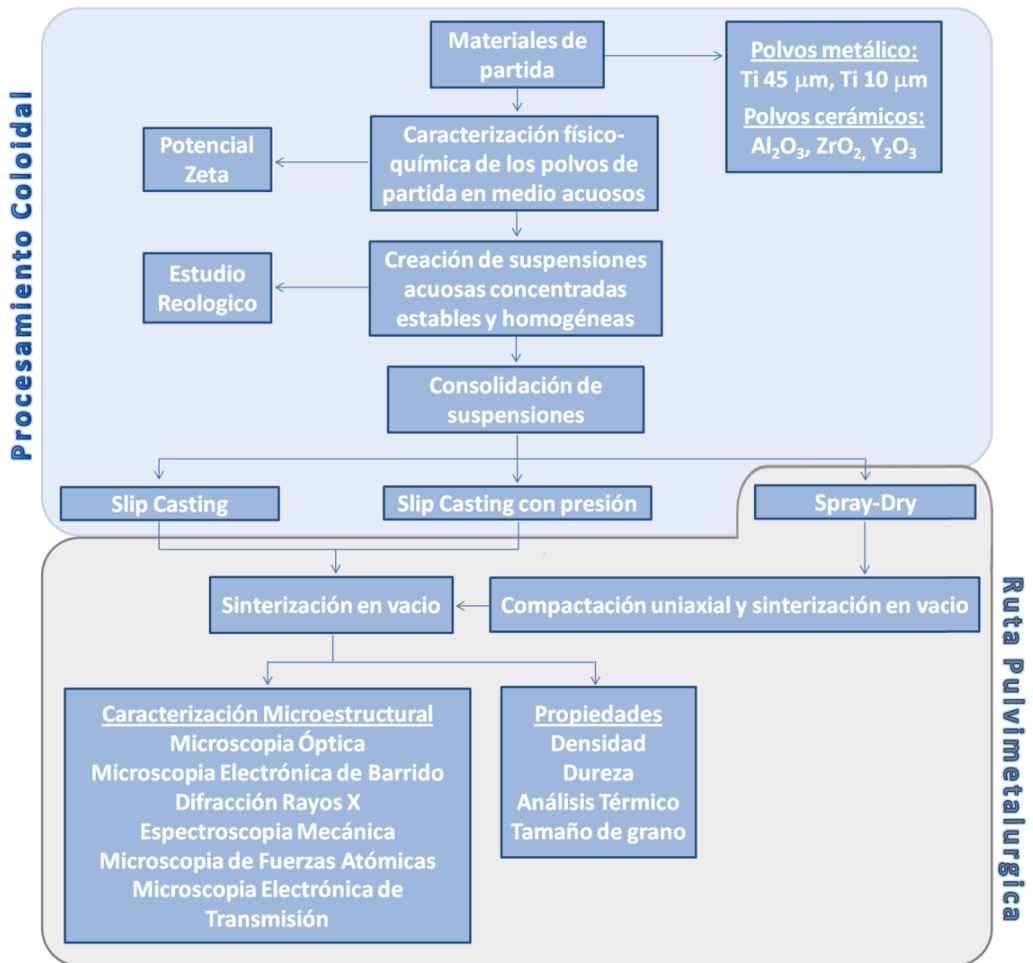 Procesamiento Coloidal
Materiales de
partida
Polvos metálico:
Ti 45 μm, Ti 10 μm
Polvos cerámicos:
Al₂O₃, ZrO₂, Y₂O₃
Potencial
Zeta
Caracterización físico-
química de los polvos de
partida en medio acuosos
Estudio
Reologico
Creación de suspensiones
acuosas concentradas
estables y homogéneas
Consolidación de
suspensiones
Slip Casting
Slip Casting con presión
Spray-Dry
Ruta Pulvimetalurgica
Sinterización en vacio
Compactación uniaxial y sinterización en vacio
Caracterización Microestructural
Microscopia Óptica
Microscopia Electrónica de Barrido
Difracción Rayos X
Espectroscopia Mecánica
Microscopia de Fuerzas Atómicas
Microscopia Electrónica de
Transmisión
Propiedades
Densidad
Dureza
Análisis Térmico
Tamaño de grano